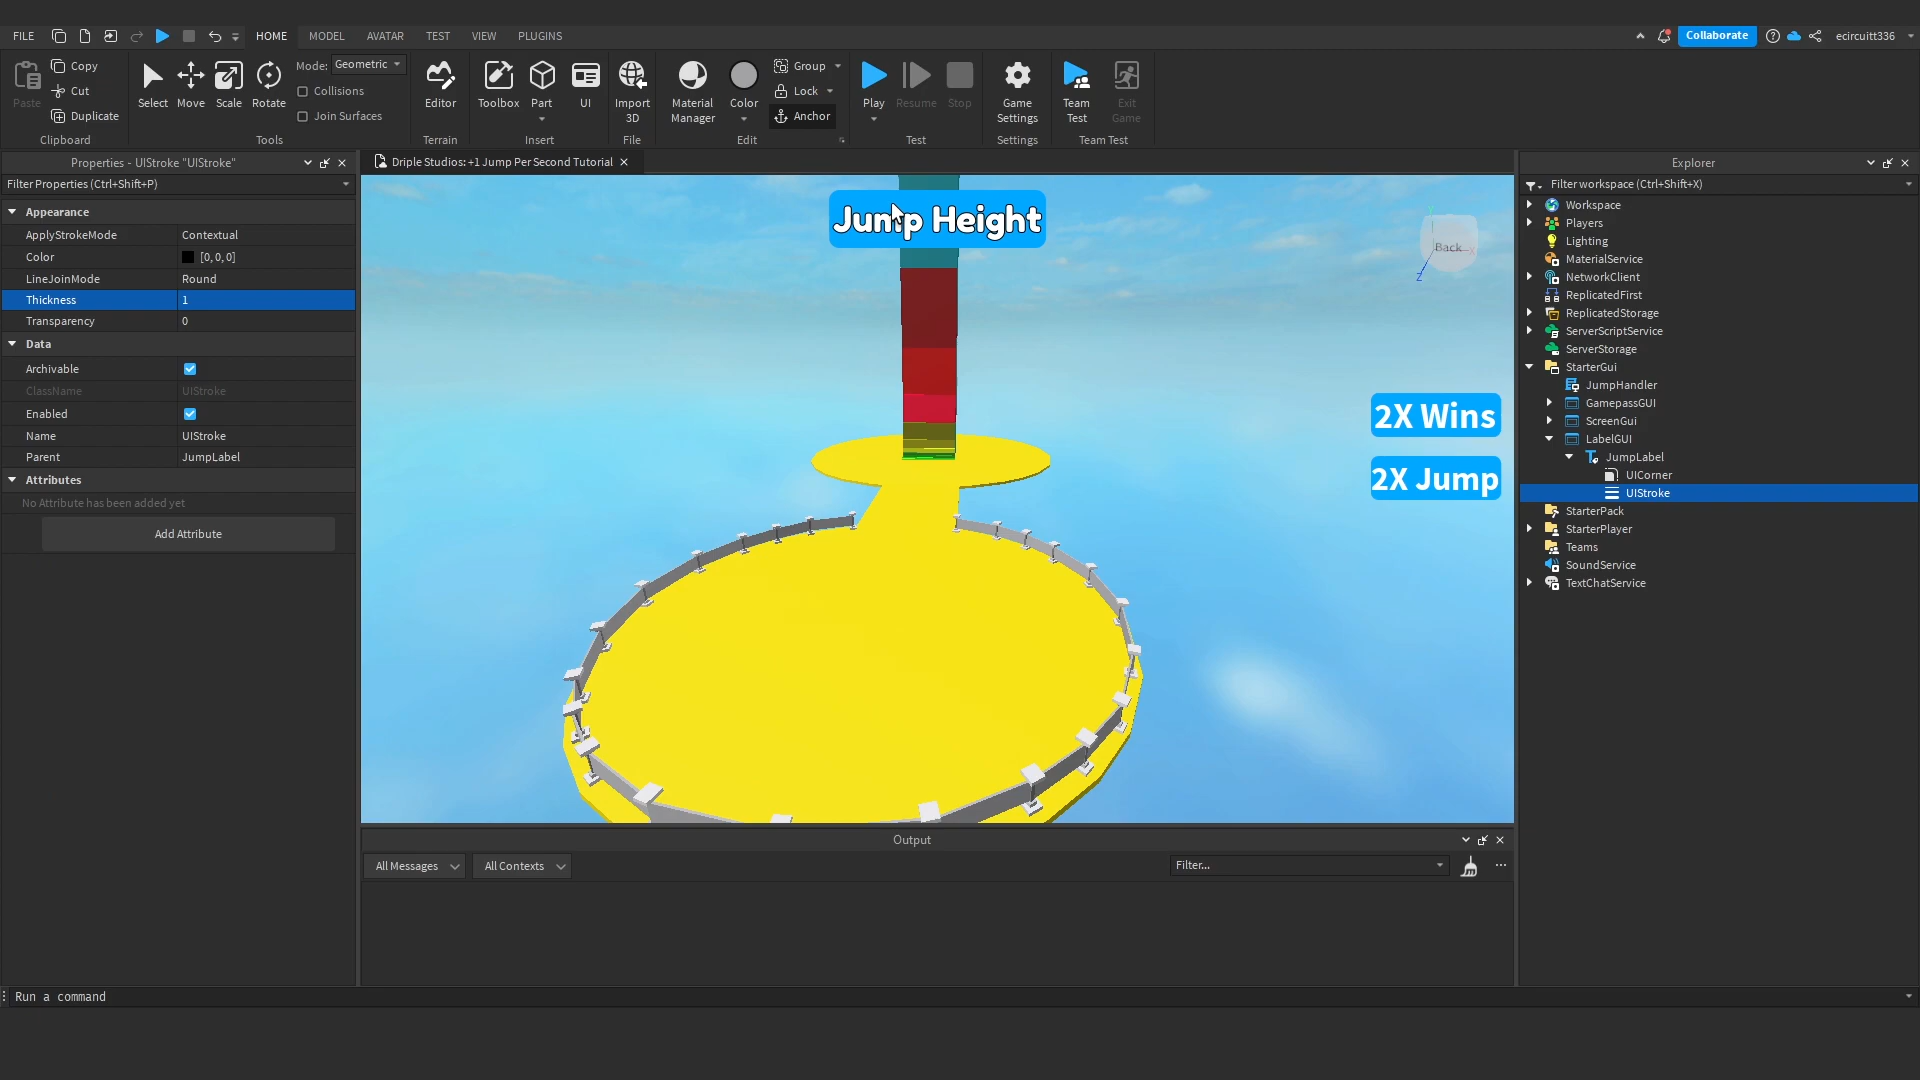 FILE HOME MODEL AVATAR TEST VIEW PLUGINS Collaborate ecircuitt336
Paste Copy Cut Duplicate Clipboard
Select Move Scale Rotate Mode: Geometric Collisions Join Surfaces Tools
Editor Terrain
Toolbox Part UI Insert
Import 3D File
Material Manager Color Group Lock Anchor Edit
Play Resume Stop Test
Game Settings Settings
Team Test Exit Game Team Test
Properties - UIStroke "UIStroke"
Filter Properties (Ctrl+Shift+P)
Appearance
ApplyStrokeMode Contextual
Color [0, 0, 0]
LineJoinMode Round
Thickness 1
Transparency 0
Data
Archivable
ClassName UIStroke
Enabled
Name UIStroke
Parent JumpLabel
Attributes
No Attribute has been added yet
Add Attribute
Driple Studios: +1 Jump Per Second Tutorial
Jump Height
Back
X
Y
Z
2X Wins
2X Jump
Output
All Messages All Contexts Filter...
Explorer
Filter workspace (Ctrl+Shift+X)
Workspace
Players
Lighting
MaterialService
NetworkClient
ReplicatedFirst
ReplicatedStorage
ServerScriptService
ServerStorage
StarterGui
JumpHandler
GamepassGUI
ScreenGui
LabelGUI
JumpLabel
UICorner
UIStroke
StarterPack
StarterPlayer
Teams
SoundService
TextChatService
Run a command